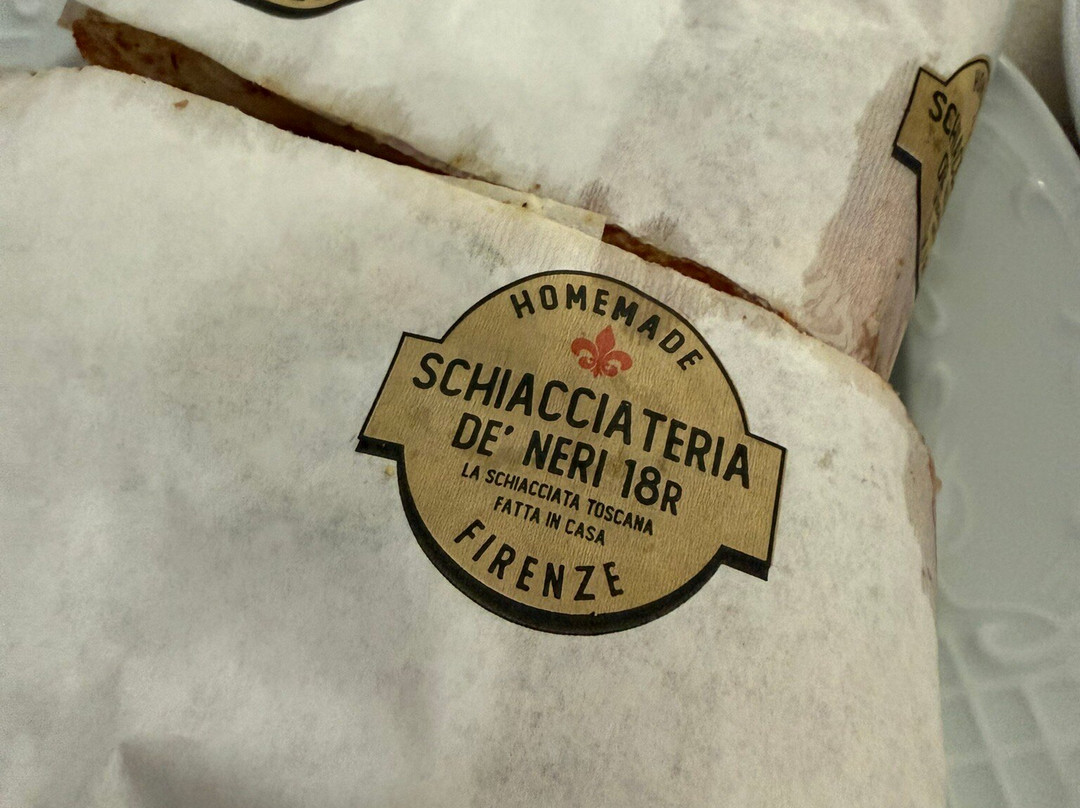 HOMEMADE
SCHIACCIATERIA
DE' NERI 18R
LA SCHIACCIATA TOSCANA
FATTA IN CASA
FIRENZE